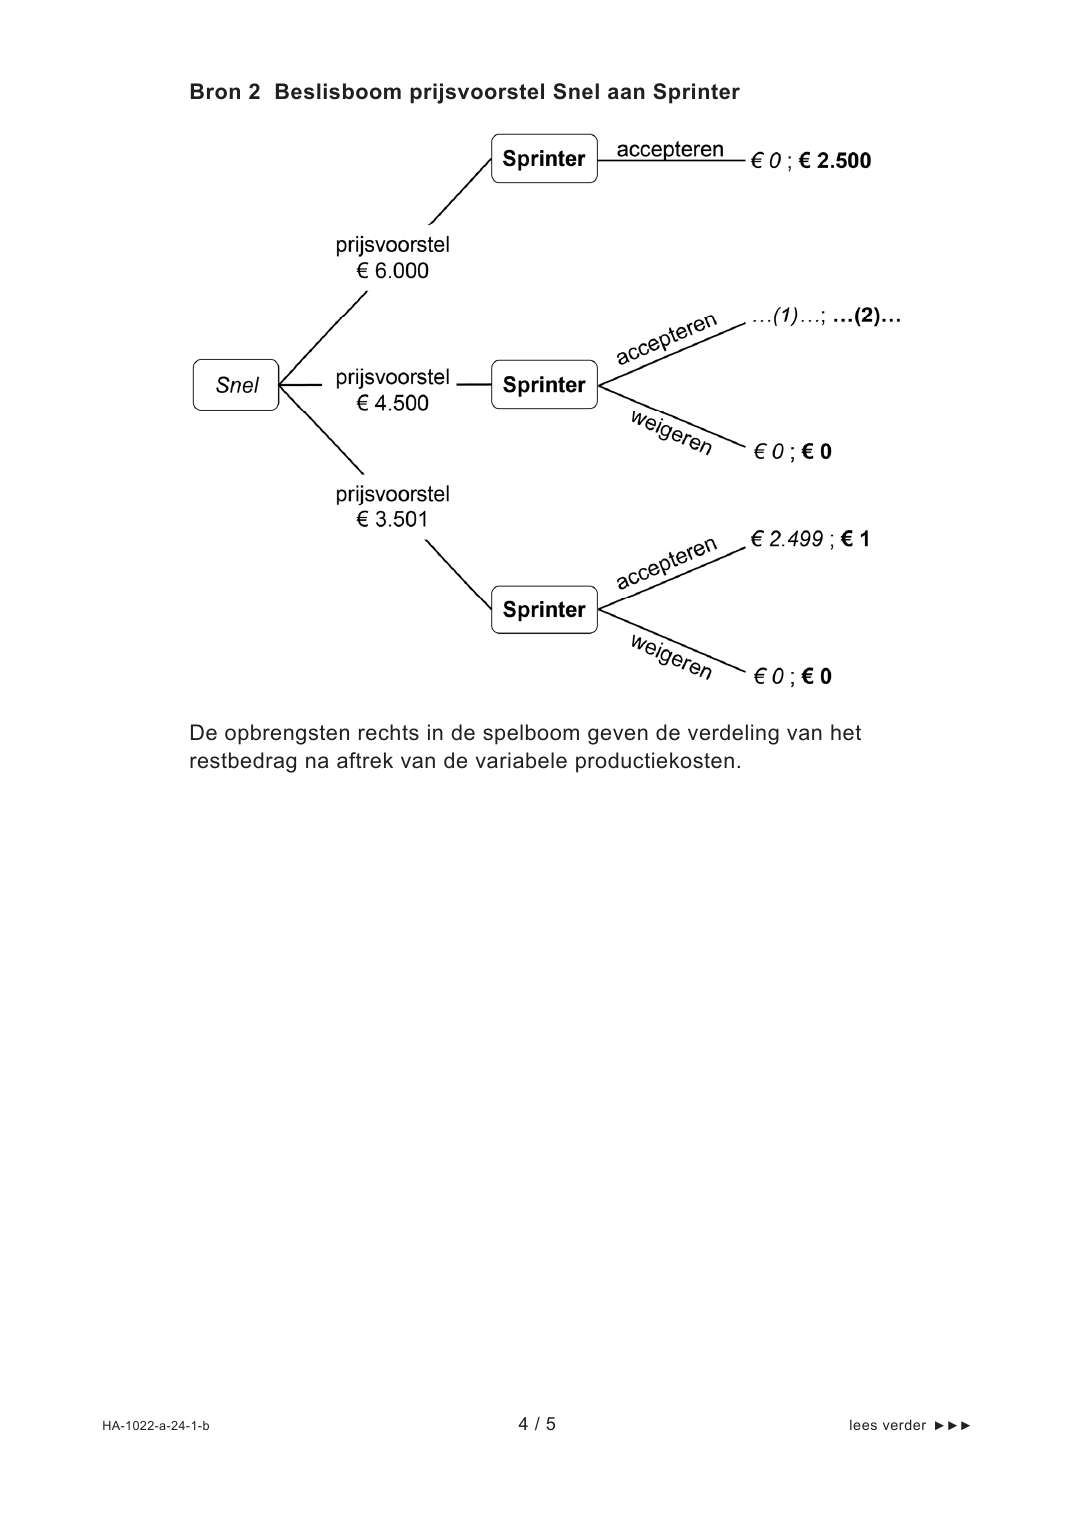 Bron 2  Beslisboom prijsvoorstel Snel aan Sprinter
Sprinter
accepteren
€ 0 ; € 2.500
prijsvoorstel
€ 6.000
accepteren
…(1)…; …(2)…
Snel
prijsvoorstel
€ 4.500
Sprinter
weigeren
€ 0 ; € 0
prijsvoorstel
€ 3.501
accepteren
€ 2.499 ; € 1
Sprinter
weigeren
€ 0 ; € 0
De opbrengsten rechts in de spelboom geven de verdeling van het
restbedrag na aftrek van de variabele productiekosten.
HA-1022-a-24-1-b
4 / 5
lees verder ►►►